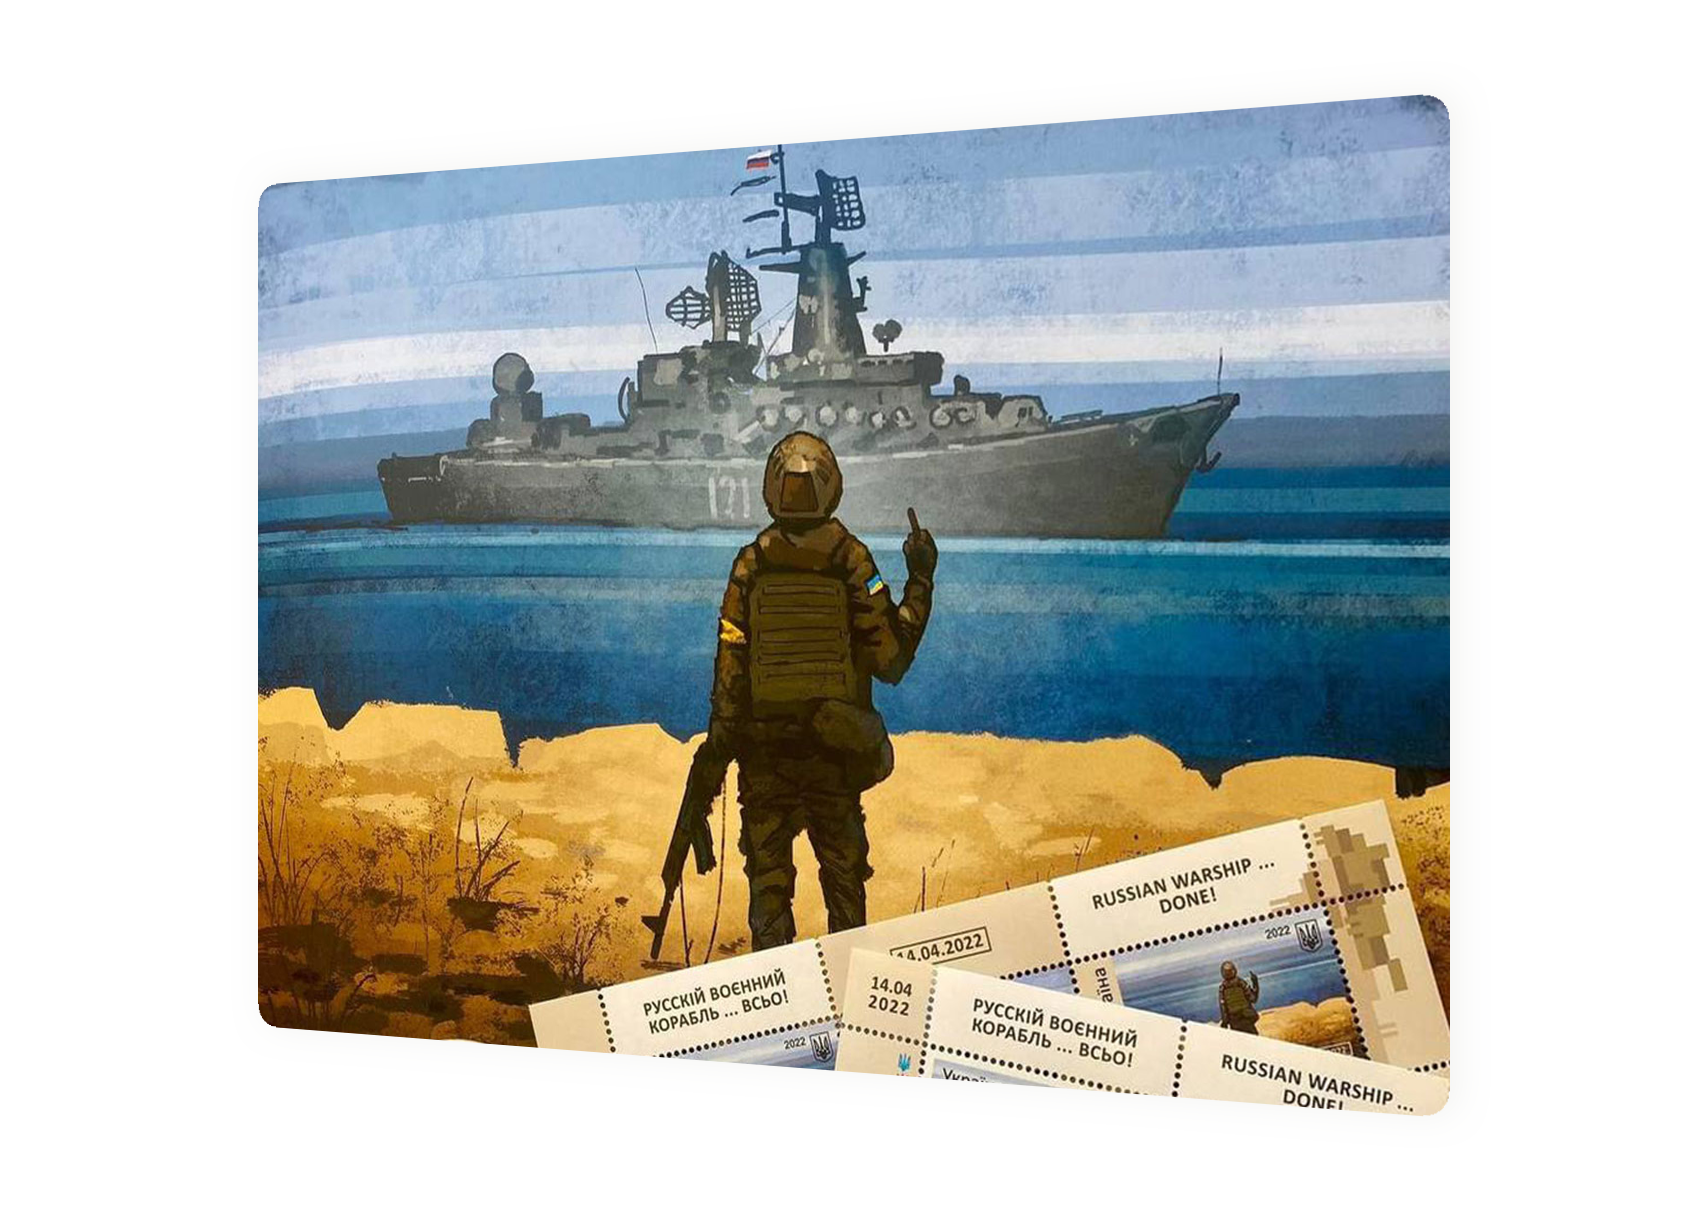 121
RUSSIAN WARSHIP ...
DONE!
2022
14.04.2022
аїна
РУССКІЙ ВОЄННИЙ
КОРАБЛЬ ... ВСЬО!
2022
14.04
2022
РУССКІЙ ВОЄННИЙ
КОРАБЛЬ ... ВСЬО!
RUSSIAN WARSHIP ...
DONE!